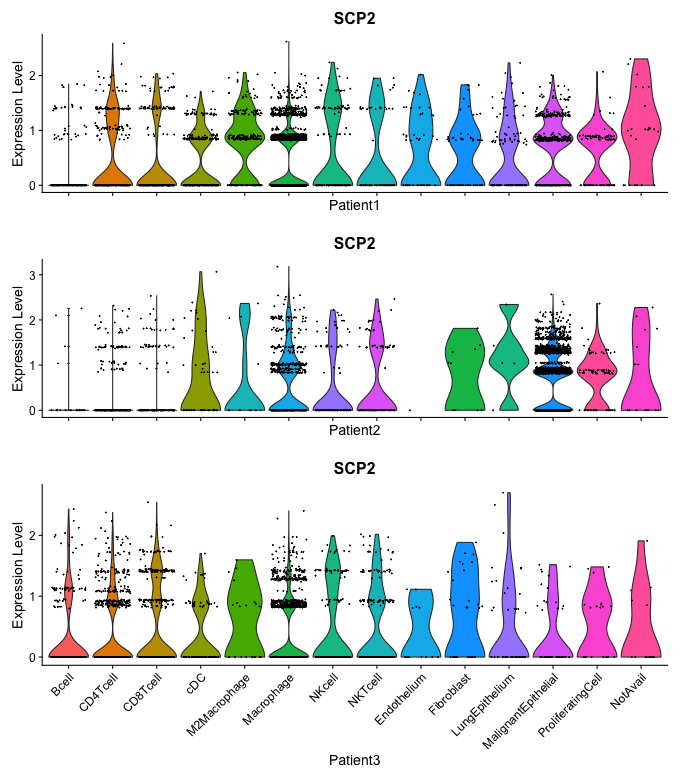 SCP2
Expression Level
2
1
0
Patient1
SCP2
Expression Level
3
2
1
0
Patient2
SCP2
Expression Level
2
1
0
Bcell
CD4Tcell
CD8Tcell
cDC
M2Macrophage
Macrophage
NKcell
NKTcell
Endothelium
Fibroblast
LungEpithelium
MalignantEpithelial
ProliferatingCell
NotAvail
Patient3